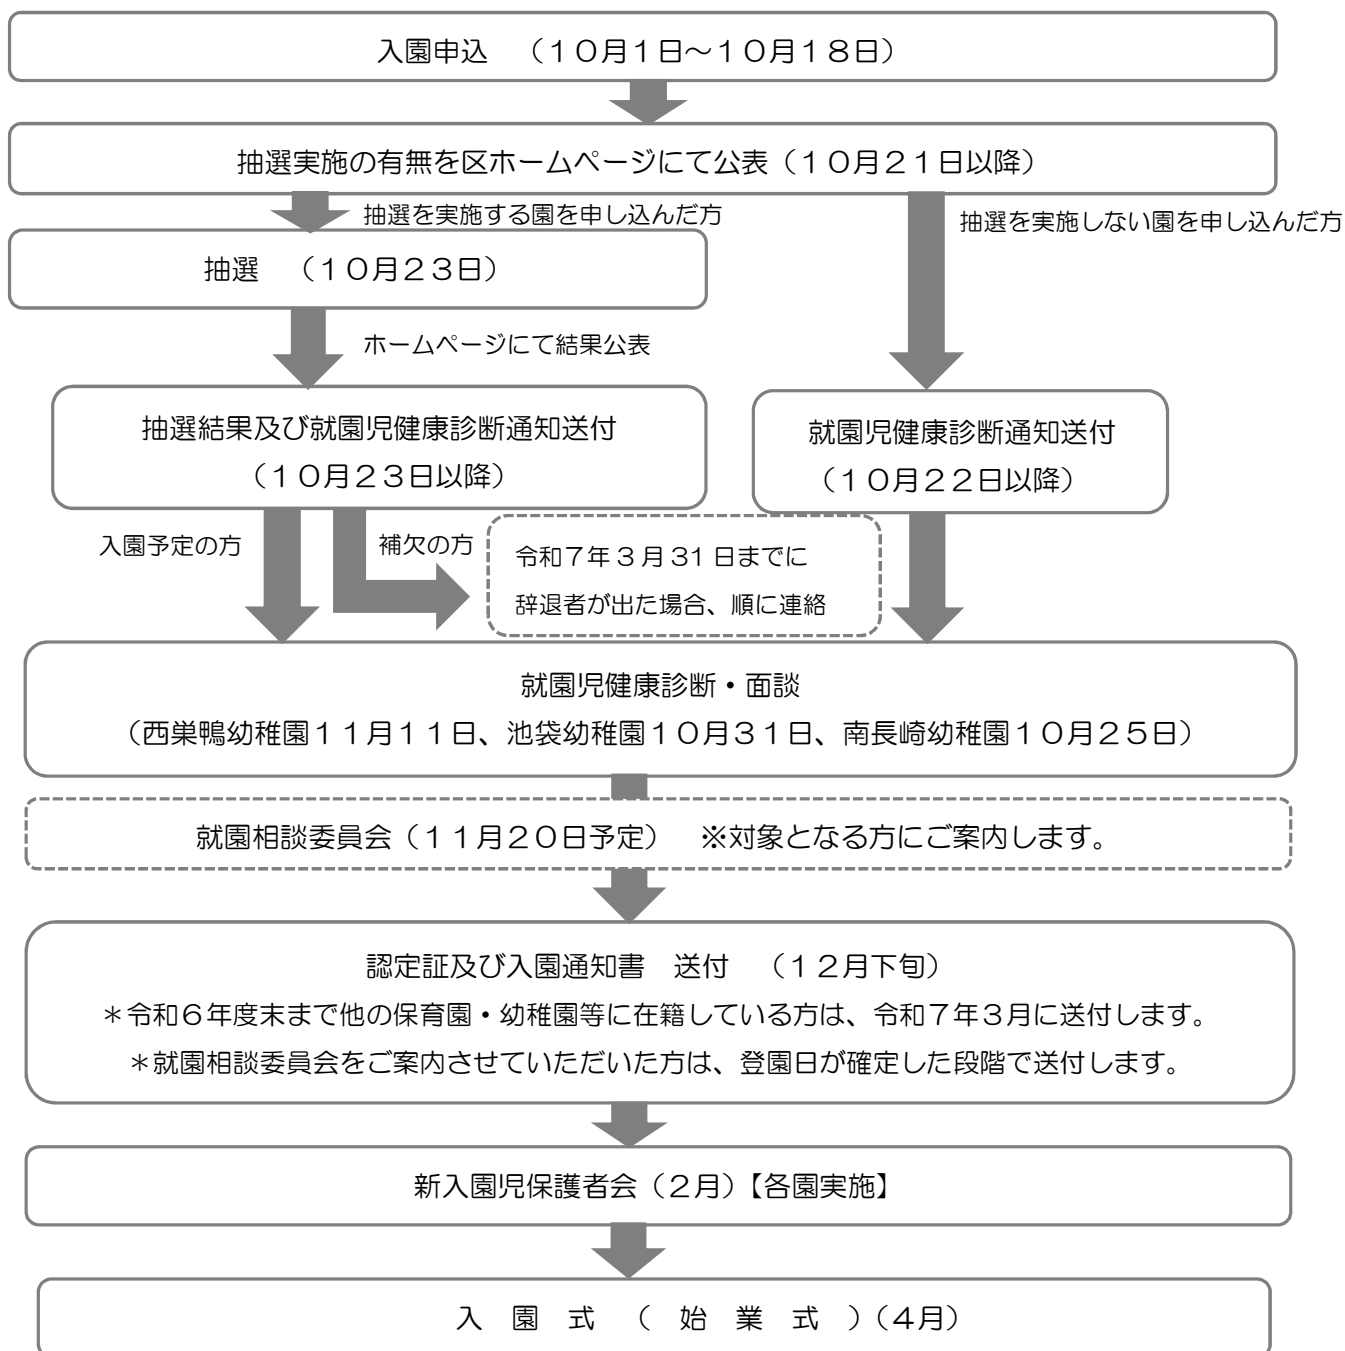 入園申込　（１０月１日～１０月１８日）
抽選実施の有無を区ホームページにて公表（１０月２１日以降）
抽選を実施する園を申し込んだ方
抽選を実施しない園を申し込んだ方
抽選　（１０月２３日）
ホームページにて結果公表
抽選結果及び就園児健康診断通知送付
（１０月２３日以降）
就園児健康診断通知送付
（１０月２２日以降）
入園予定の方
補欠の方
令和７年３月31日までに
辞退者が出た場合、順に連絡
就園児健康診断・面談
（西巣鴨幼稚園１１月１１日、池袋幼稚園１０月３１日、南長崎幼稚園１０月２５日）
就園相談委員会（１１月２０日予定）　※対象となる方にご案内します。
認定証及び入園通知書　送付　（１２月下旬）
＊令和６年度末まで他の保育園・幼稚園等に在籍している方は、令和７年３月に送付します。
＊就園相談委員会をご案内させていただいた方は、登園日が確定した段階で送付します。
新入園児保護者会（２月）【各園実施】
入　園　式　（　始　業　式　）（４月）